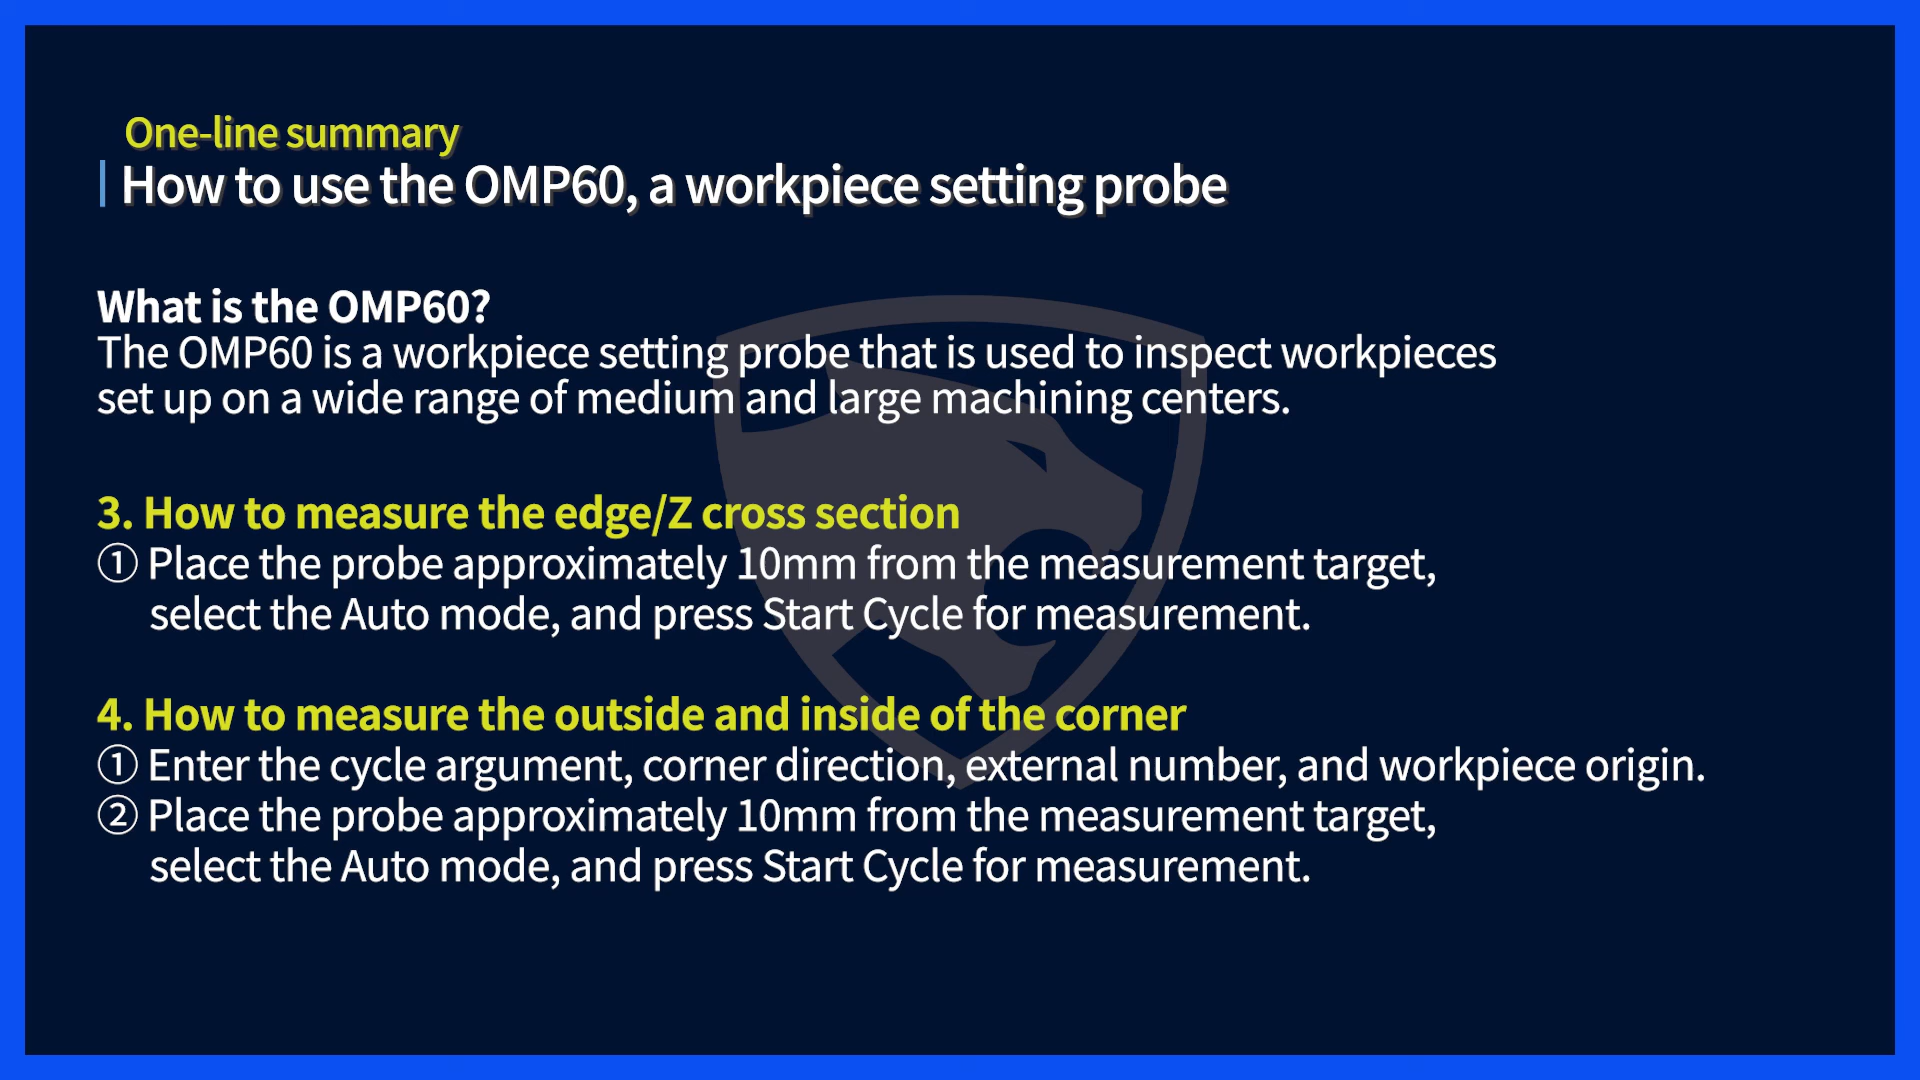 One-line summary
How to use the OMP60, a workpiece setting probe
What is the OMP60?
The OMP60 is a workpiece setting probe that is used to inspect workpieces
set up on a wide range of medium and large machining centers.
3. How to measure the edge/Z cross section
① Place the probe approximately 10mm from the measurement target,
select the Auto mode, and press Start Cycle for measurement.
4. How to measure the outside and inside of the corner
① Enter the cycle argument, corner direction, external number, and workpiece origin.
② Place the probe approximately 10mm from the measurement target,
select the Auto mode, and press Start Cycle for measurement.